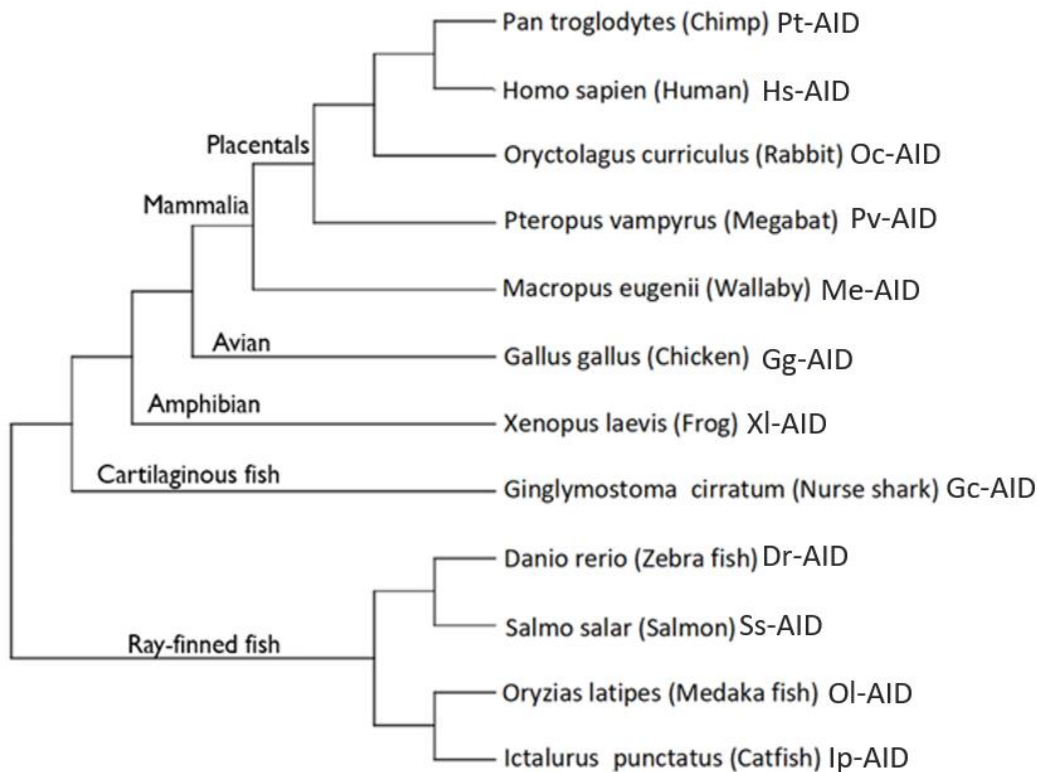 Pan troglodytes (Chimp) Pt-AID
Homo sapien (Human) Hs-AID
Placentals
Oryctolagus curriculus (Rabbit) Oc-AID
Mammalia
Pteropus vampyrus (Megabat) Pv-AID
Macropus eugenii (Wallaby) Me-AID
Avian
Gallus gallus (Chicken) Gg-AID
Amphibian
Xenopus laevis (Frog) Xl-AID
Cartilaginous fish
Ginglymostoma cirratum (Nurse shark) Gc-AID
Danio rerio (Zebra fish) Dr-AID
Salmo salar (Salmon) Ss-AID
Ray-finned fish
Oryzias latipes (Medaka fish) Ol-AID
Ictalurus punctatus (Catfish) Ip-AID